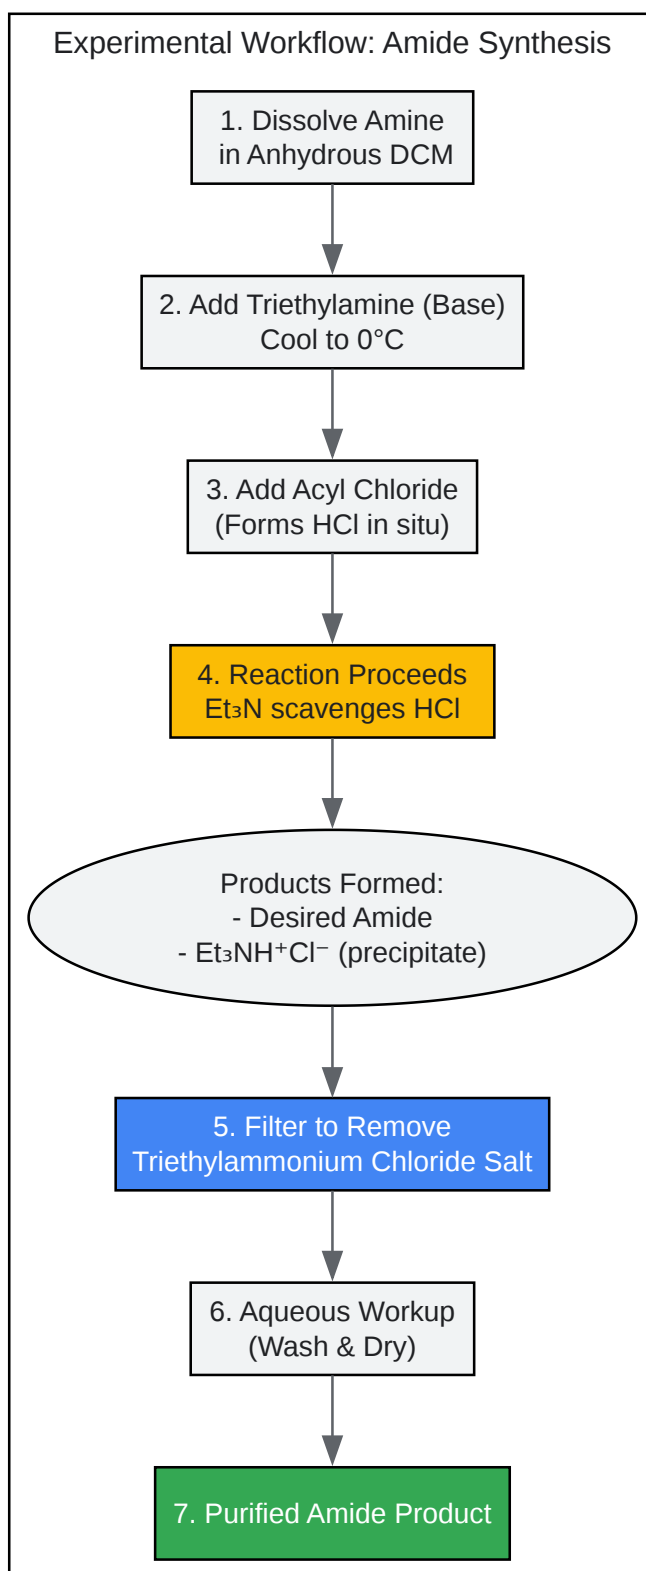 Experimental Workflow: Amide Synthesis
1. Dissolve Amine
in Anhydrous DCM
2. Add Triethylamine (Base)
Cool to 0°C
3. Add Acyl Chloride
(Forms HCl in situ)
4. Reaction Proceeds
Et₃N scavenges HCl
Products Formed:
- Desired Amide
- Et₃NH⁺Cl⁻ (precipitate)
5. Filter to Remove
Triethylammonium Chloride Salt
6. Aqueous Workup
(Wash & Dry)
7. Purified Amide Product